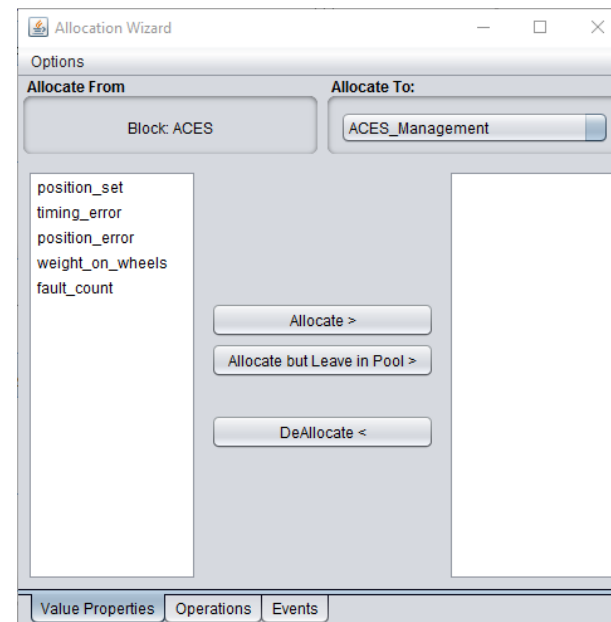 Allocation Wizard
Options
Allocate From
Allocate To:
Block: ACES
ACES_Management
position_set
timing_error
position_error
weight_on_wheels
fault_count
Allocate >
Allocate but Leave in Pool >
DeAllocate <
Value Properties
Operations
Events